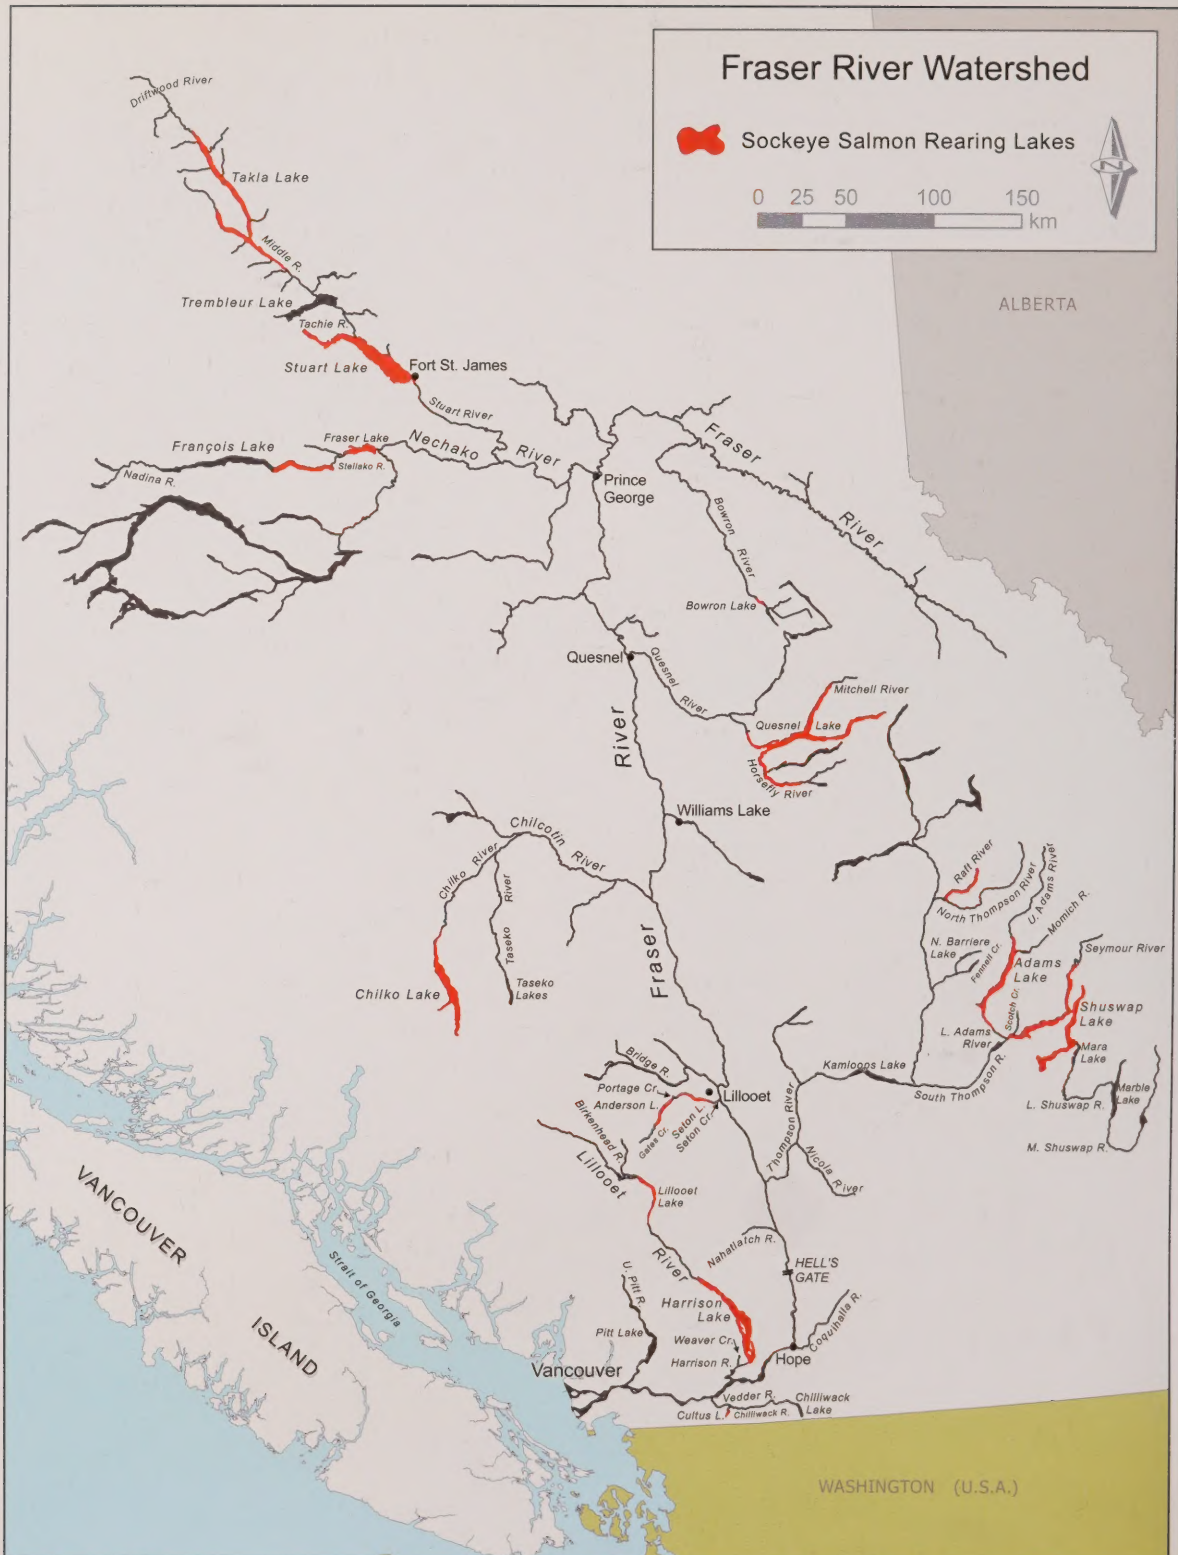 Fraser River Watershed
Sockeye Salmon Rearing Lakes
N
0 25 50 100 150
km
ALBERTA
Driftwood River
Takla Lake
Middle R.
Trembleur Lake
Tachie R.
Stuart Lake
Fort St. James
Stuart River
Fraser Lake
François Lake
Nechako River
Stellako R.
Nadina R.
Fraser River
Prince
George
Bowron River
Bowron Lake
Quesnel
Quesnel River
Mitchell River
Quesnel Lake
Horsefly River
River
Williams Lake
Chilcotin River
Chilko River
Taseko River
Raft River
North Thompson River
U. Adams River
Momich R.
N. Barriere
Lake
Fennell Cr.
Seymour River
Adams
Lake
Fraser
Chilko Lake
Taseko
Lakes
Scotch Cr.
Shuswap
Lake
L. Adams
River
Mara
Lake
Kamloops Lake
South Thompson R.
Marble
Lake
L. Shuswap R.
M. Shuswap R.
Bridge R.
Portage Cr.
Anderson L.
Lillooet
Seton L.
Seton Cr.
Gates Cr.
Birkenhead R.
Thompson River
Nicola River
Lillooet
Lillooet
Lake
River
Nahatlatch R.
HELL'S
GATE
VANCOUVER
ISLAND
Strait of Georgia
U. Pitt R.
Harrison
Lake
Coquihalla R.
Pitt Lake
Weaver Cr.
Harrison R.
Hope
Vancouver
Vedder R.
Chilliwack
Lake
Cultus L.
Chilliwack R.
WASHINGTON (U.S.A.)